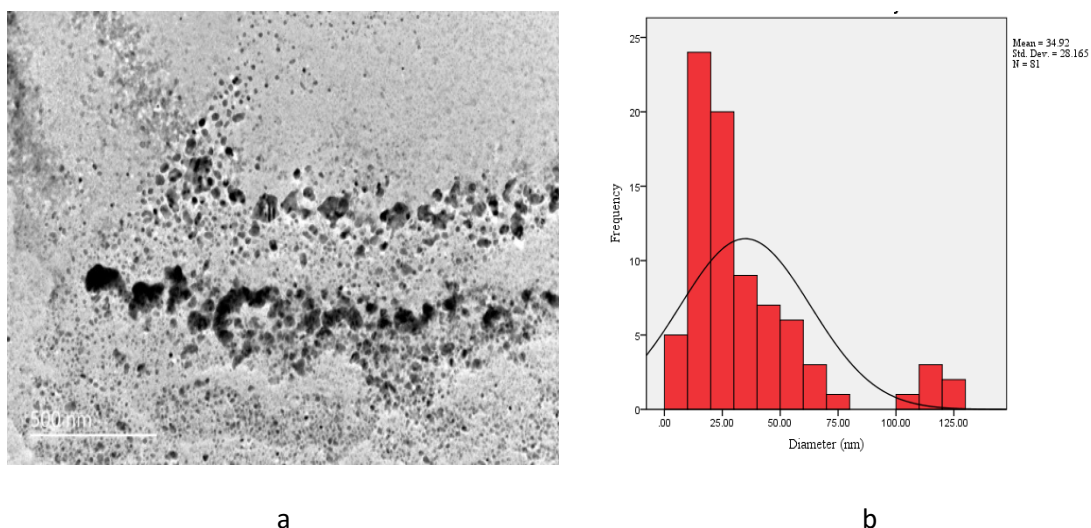 500 nm
a
Mean = 34.92
Std. Dev. = 28.165
N = 81
25
20
15
10
5
0
Frequency
.00 25.00 50.00 75.00 100.00 125.00
Diameter (nm)
b